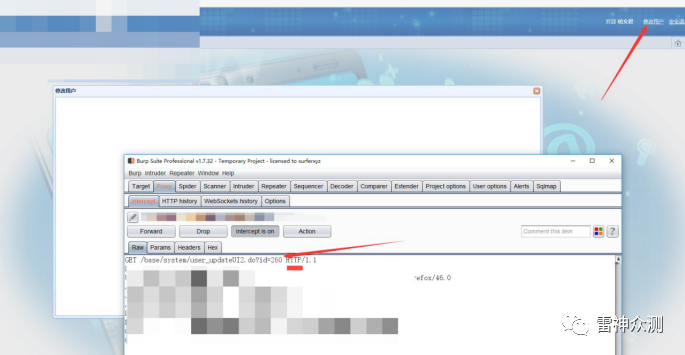 欢迎 修改用户 安全退
修改用户
Burp Suite Professional v1.7.32 - Temporary Project - licensed to surferxyz
Burp Intruder Repeater Window Help
Target Proxy Spider Scanner Intruder Repeater Sequencer Decoder Comparer Extender Project options User options Alerts Sqlmap
Intercept HTTP history WebSockets history Options
Forward Drop Intercept is on Action Comment this item
Raw Params Headers Hex
GET /base/system/user_updateUI2.do?id=260 HTTP/1.1
refox/46.0
雷神众测